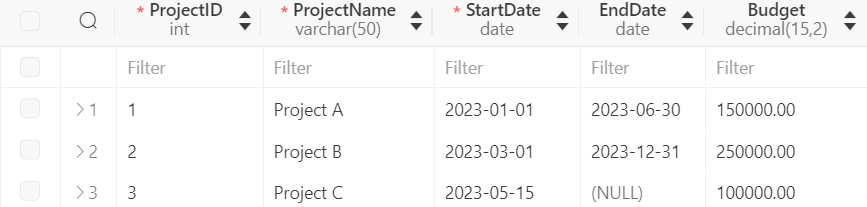 * ProjectID * ProjectName * StartDate EndDate Budget
int varchar(50) date date decimal(15,2)
Filter Filter Filter Filter Filter
1 1 Project A 2023-01-01 2023-06-30 150000.00
2 2 Project B 2023-03-01 2023-12-31 250000.00
3 3 Project C 2023-05-15 (NULL) 100000.00